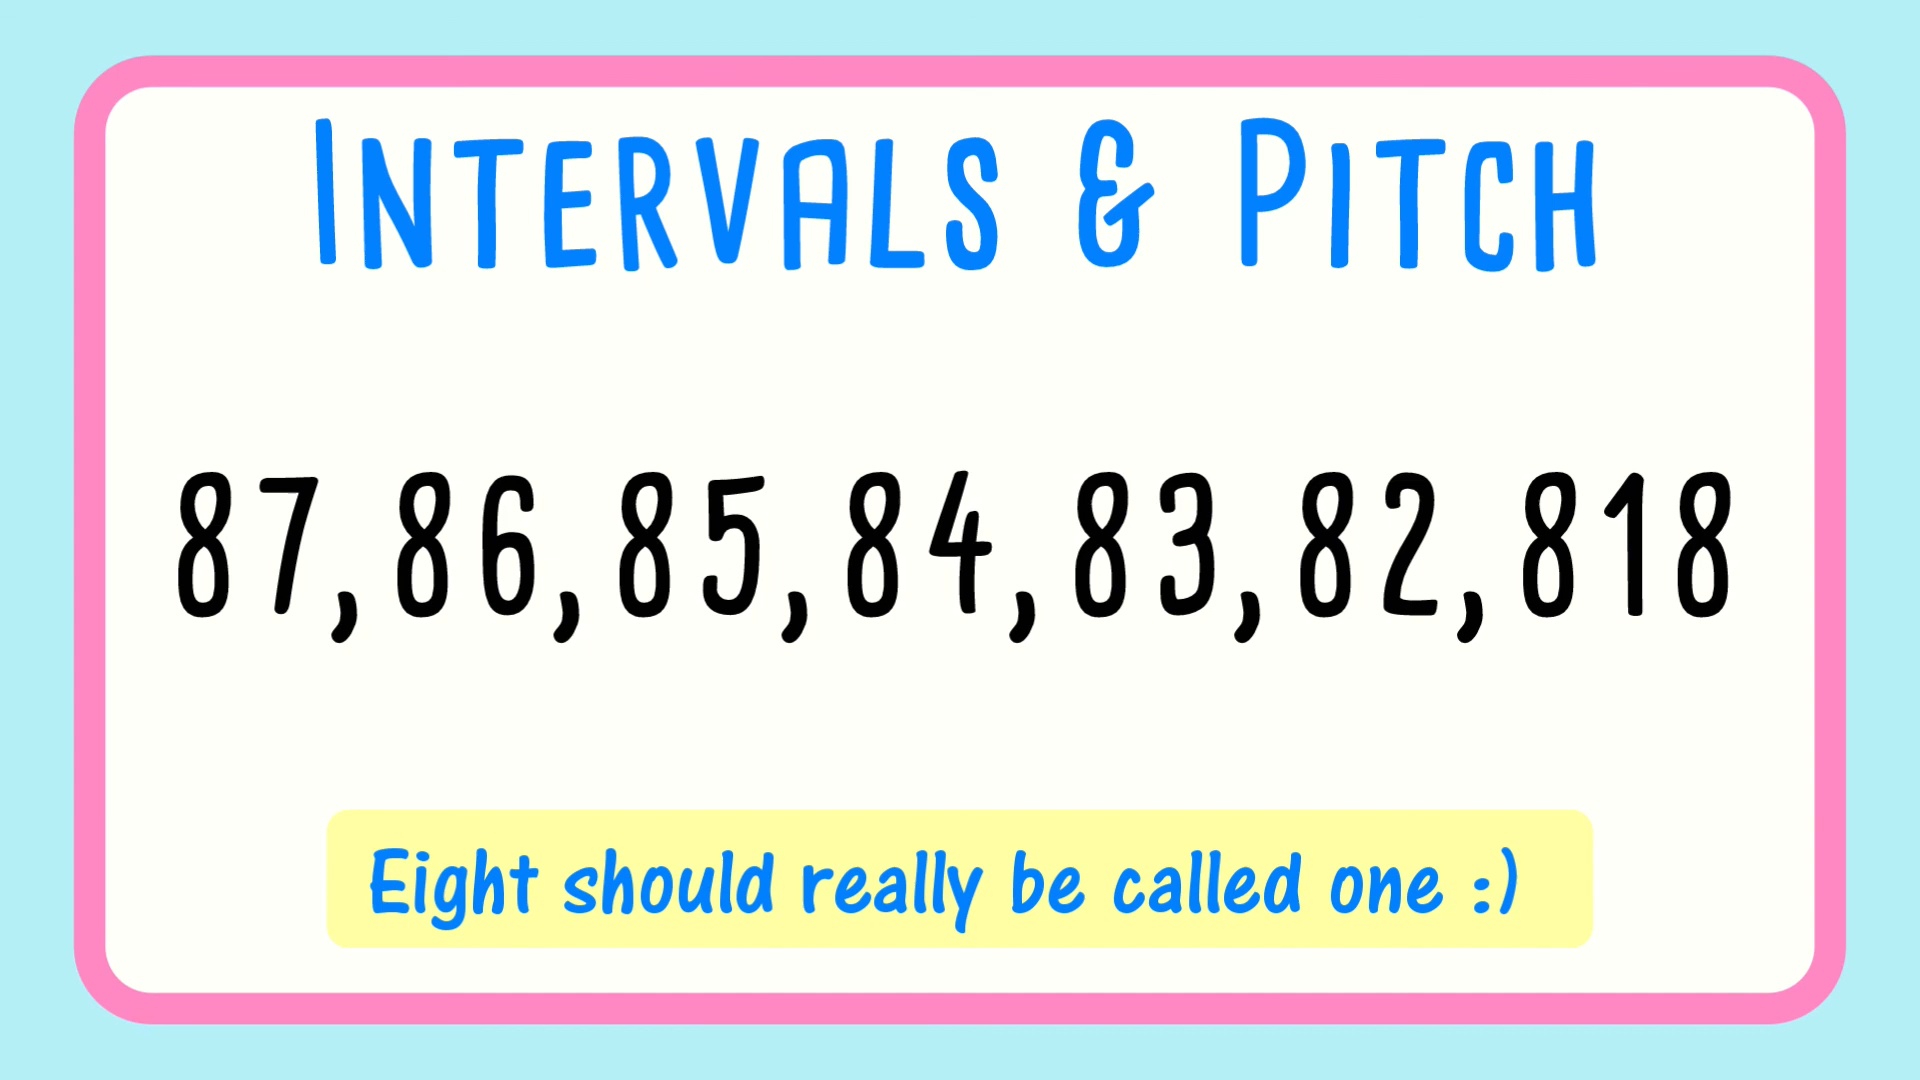 INTERVALS & PITCH
87,86,85,84,83,82,818
Eight should really be called one :)